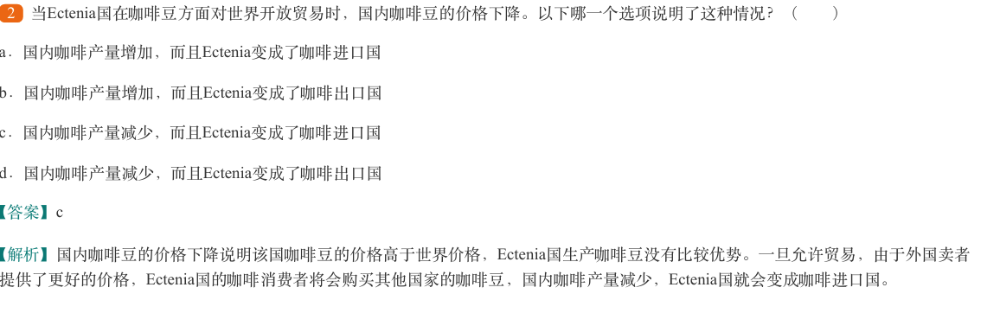 2 当Ectenia国在咖啡豆方面对世界开放贸易时，国内咖啡豆的价格下降。以下哪一个选项说明了这种情况？（　　）
a．国内咖啡产量增加，而且Ectenia变成了咖啡进口国
b．国内咖啡产量增加，而且Ectenia变成了咖啡出口国
c．国内咖啡产量减少，而且Ectenia变成了咖啡进口国
d．国内咖啡产量减少，而且Ectenia变成了咖啡出口国
【答案】c
【解析】国内咖啡豆的价格下降说明该国咖啡豆的价格高于世界价格，Ectenia国生产咖啡豆没有比较优势。一旦允许贸易，由于外国卖者
提供了更好的价格，Ectenia国的咖啡消费者将会购买其他国家的咖啡豆，国内咖啡产量减少，Ectenia国就会变成咖啡进口国。